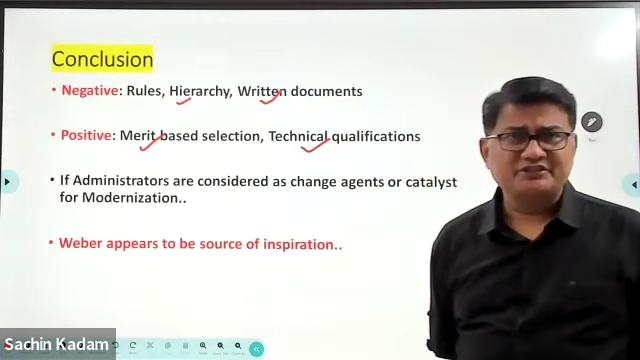 Conclusion
• Negative: Rules, Hierarchy, Written documents
• Positive: Merit based selection, Technical qualifications
• If Administrators are considered as change agents or catalyst
for Modernization..
• Weber appears to be source of inspiration..
Sachin Kadam